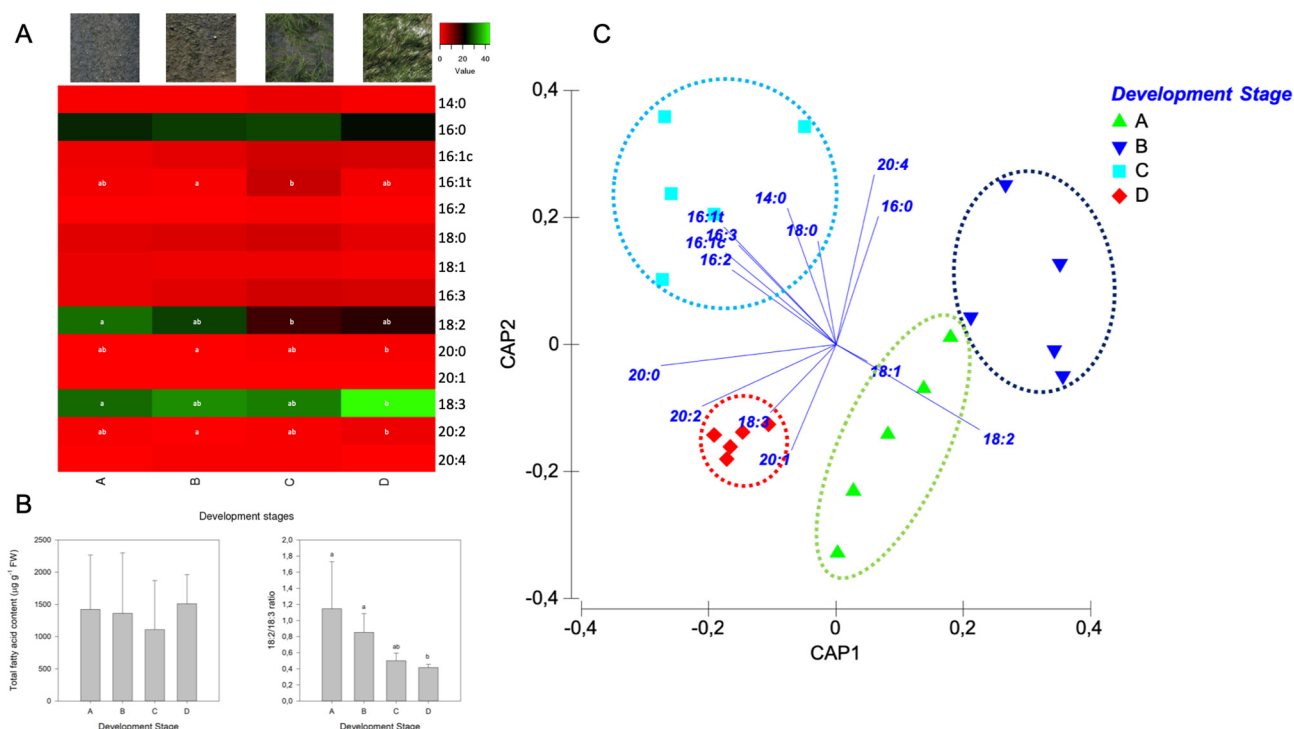 A
0 20 40
Value
14:0
16:0
16:1c
ab a b ab 16:1t
16:2
18:0
18:1
16:3
a ab b ab 18:2
ab a ab b 20:0
20:1
a ab ab b 18:3
ab a ab b 20:2
20:4
A B C D
Development stages
B
2500
2000
1500
1000
500
0
Total fatty acid content (µg g⁻¹ FW)
A B C D
Development Stage
1,8
1,6
1,4
1,2
1,0
0,8
0,6
0,4
0,2
0,0
18:2/18:3 ratio
a a ab b
A B C D
Development Stage
C
Development Stage
A
B
C
D
0,4
0,2
0
-0,2
-0,4
CAP2
20:4
14:0
16:0
16:1t
16:3
18:0
16:1c
16:2
18:1
20:0
20:2
18:3
18:2
20:1
-0,4 -0,2 0 0,2 0,4
CAP1